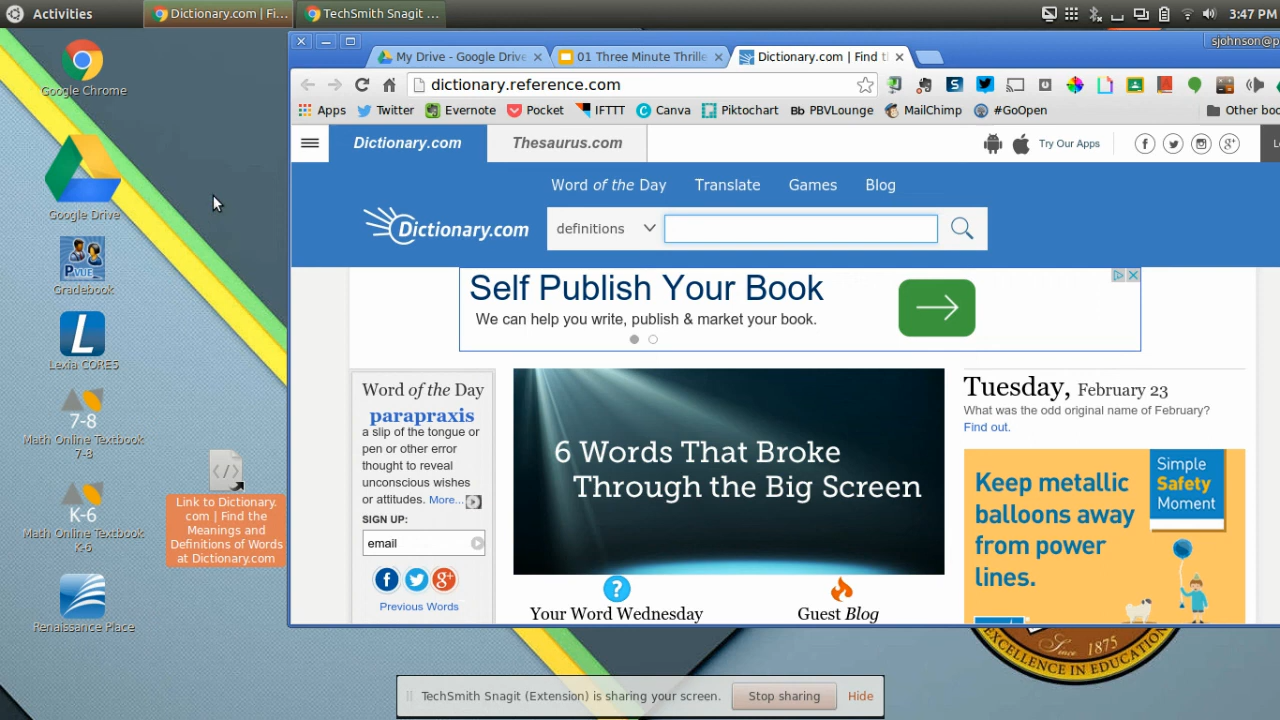 Activities
Dictionary.com | Fi...
TechSmith Snagit ...
3:47 PM
sjohnson@p
Google Chrome
Google Drive
PVUE
Gradebook
L
Lexia CORE5
7-8
Math Online Textbook
7-8
K-6
Math Online Textbook
K-6
Renaissance Place
Link to Dictionary.
com | Find the
Meanings and
Definitions of Words
at Dictionary.com
My Drive - Google Drive
01 Three Minute Thrille
Dictionary.com | Find t
dictionary.reference.com
Apps
Twitter
Evernote
Pocket
IFTTT
Canva
Piktochart
Bb PBVLounge
MailChimp
#GoOpen
Other boo
Dictionary.com
Thesaurus.com
Try Our Apps
Word of the Day
Translate
Games
Blog
Dictionary.com
definitions
Self Publish Your Book
We can help you write, publish & market your book.
Word of the Day
parapraxis
a slip of the tongue or
pen or other error
thought to reveal
unconscious wishes
or attitudes. More...
SIGN UP:
email
Previous Words
6 Words That Broke
Through the Big Screen
Your Word Wednesday
Guest Blog
Tuesday, February 23
What was the odd original name of February?
Find out.
Keep metallic
balloons away
from power
lines.
Simple
Safety
Moment
Since 1875
EXCELLENCE IN EDUCATION
TechSmith Snagit (Extension) is sharing your screen.
Stop sharing
Hide